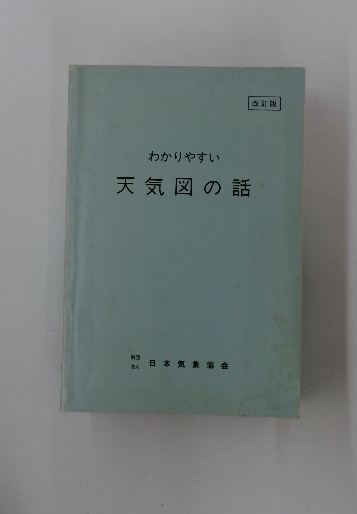 改訂版
わかりやすい
天気図の話
財団法人 日本気象協会